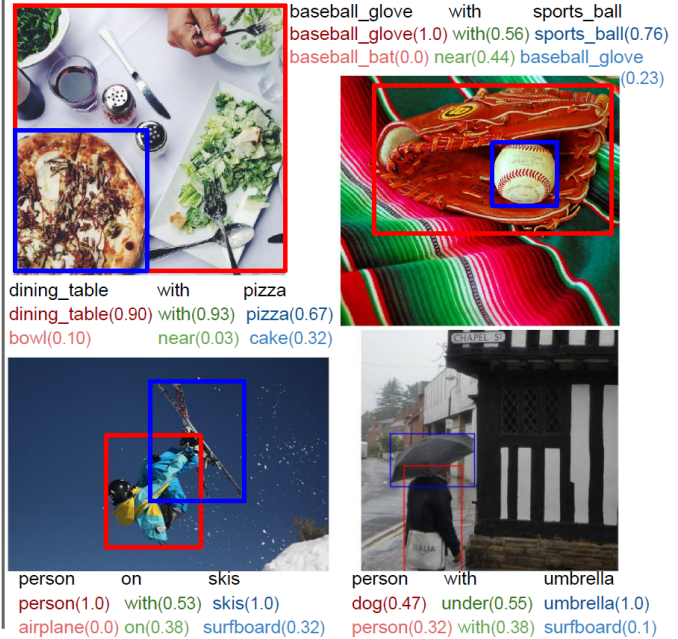 baseball_glove with sports_ball
baseball_glove(1.0) with(0.56) sports_ball(0.76)
baseball_bat(0.0) near(0.44) baseball_glove
(0.23)
dining_table with pizza
dining_table(0.90) with(0.93) pizza(0.67)
bowl(0.10) near(0.03) cake(0.32)
CHAPEL ST
ITALIA
person on skis
person(1.0) with(0.53) skis(1.0)
airplane(0.0) on(0.38) surfboard(0.32)
person with umbrella
dog(0.47) under(0.55) umbrella(1.0)
person(0.32) with(0.38) surfboard(0.1)